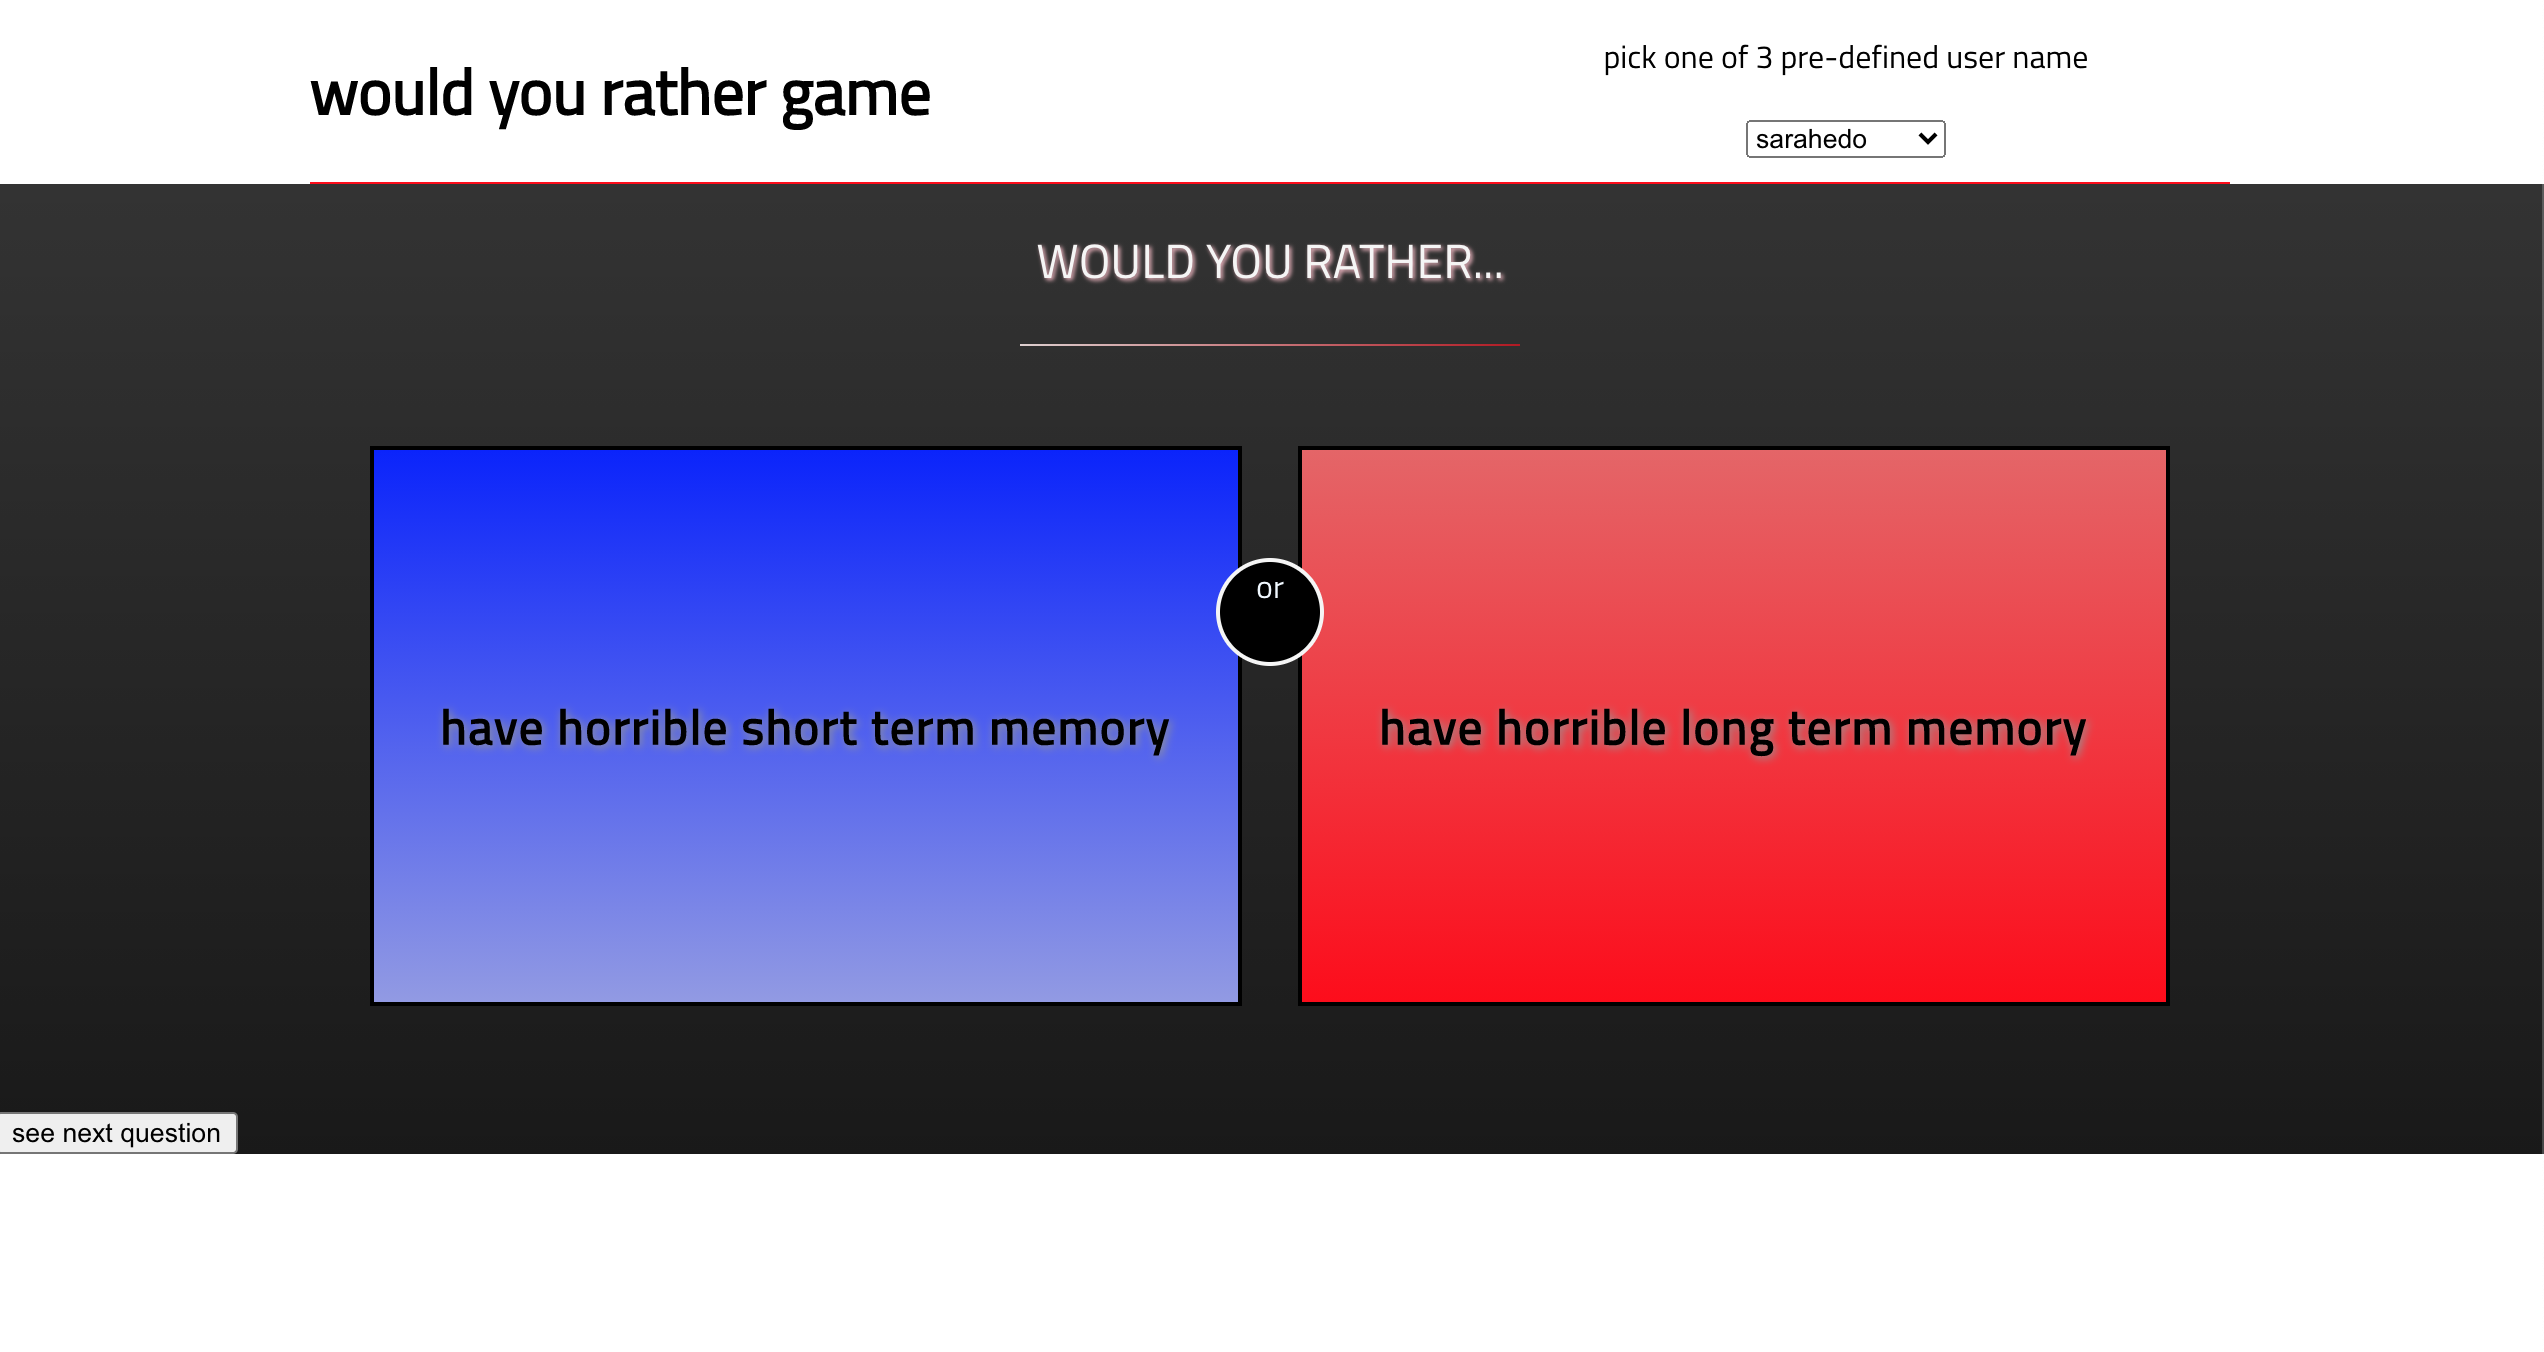 would you rather game
pick one of 3 pre-defined user name
sarahedo
WOULD YOU RATHER...
have horrible short term memory
or
have horrible long term memory
see next question